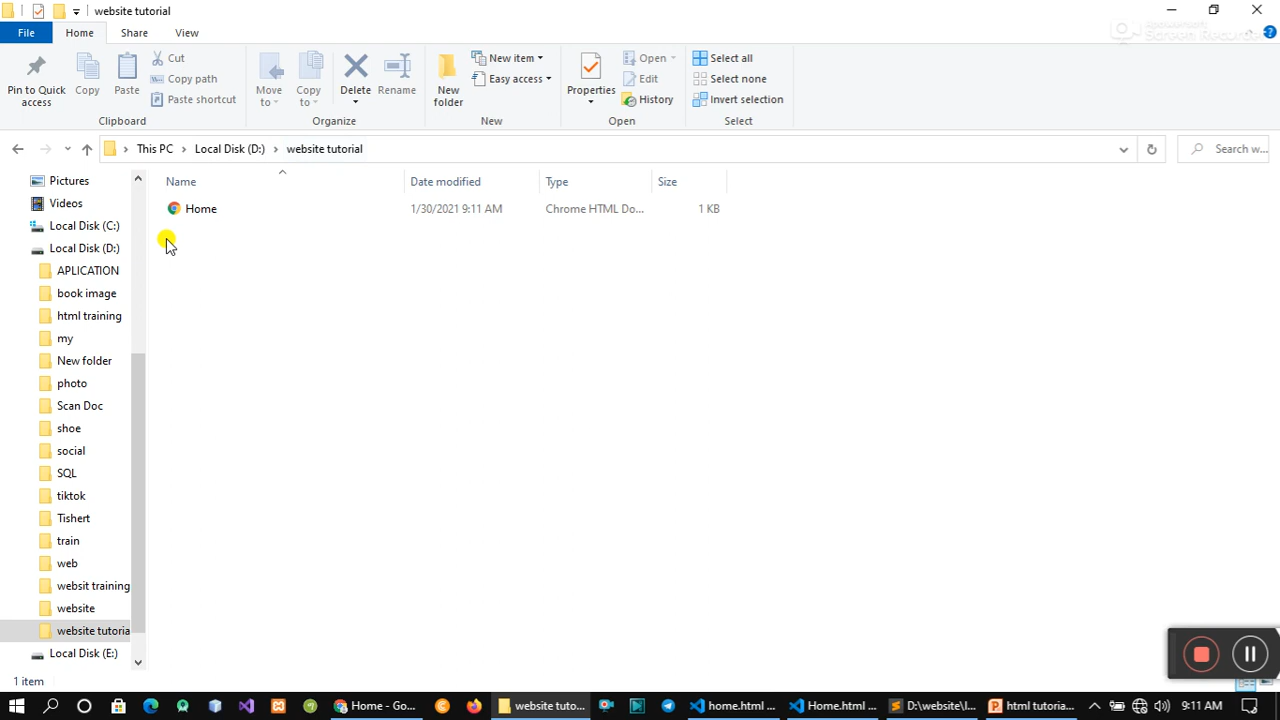 website tutorial
File Home Share View
Apowersoft
Screen Recorder
Pin to Quick access
Copy
Paste
Cut
Copy path
Paste shortcut
Clipboard
Move to
Copy to
Delete
Rename
Organize
New folder
New item
Easy access
New
Properties
Open
Edit
History
Open
Select all
Select none
Invert selection
Select
This PC > Local Disk (D:) > website tutorial
Search w...
Name Date modified Type Size
Home 1/30/2021 9:11 AM Chrome HTML Do... 1 KB
Pictures
Videos
Local Disk (C:)
Local Disk (D:)
APLICATION
book image
html training
my
New folder
photo
Scan Doc
shoe
social
SQL
tiktok
Tishert
train
web
websit training
website
website tutoria
Local Disk (E:)
1 item
Home - Go...
website tuto...
home.html ...
Home.html ...
D:\website\I...
html tutoria...
9:11 AM